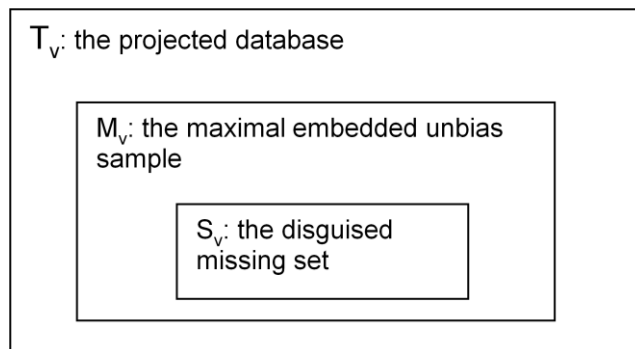 Tv: the projected database
Mv: the maximal embedded unbias
sample
Sv: the disguised
missing set